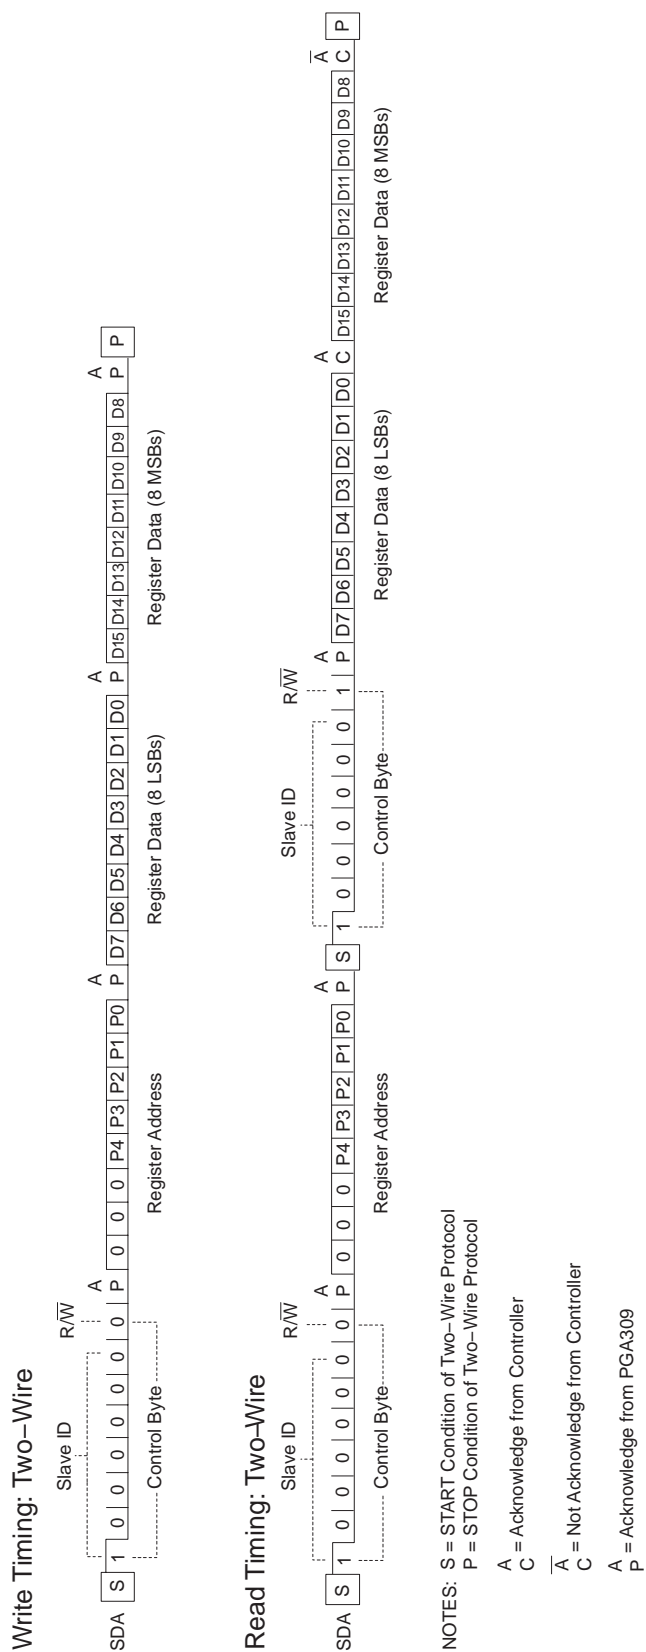 Write Timing: Two–Wire
Slave ID
R/W̅
A A A A
SDA S 1 0 0 0 0 0 0 0 P 0 0 0 P4 P3 P2 P1 P0 P D7 D6 D5 D4 D3 D2 D1 D0 P D15 D14 D13 D12 D11 D10 D9 D8 P P
Control Byte
Register Address
Register Data (8 LSBs)
Register Data (8 MSBs)
Read Timing: Two–Wire
Slave ID
R/W̅
Slave ID
R/W̅
A A A A A̅
SDA S 1 0 0 0 0 0 0 0 P 0 0 0 P4 P3 P2 P1 P0 P S 1 0 0 0 0 0 0 1 P D7 D6 D5 D4 D3 D2 D1 D0 C D15 D14 D13 D12 D11 D10 D9 D8 C P
Control Byte
Register Address
Control Byte
Register Data (8 LSBs)
Register Data (8 MSBs)
NOTES: S = START Condition of Two–Wire Protocol
P = STOP Condition of Two–Wire Protocol
A
C = Acknowledge from Controller
A̅
C = Not Acknowledge from Controller
A
P = Acknowledge from PGA309